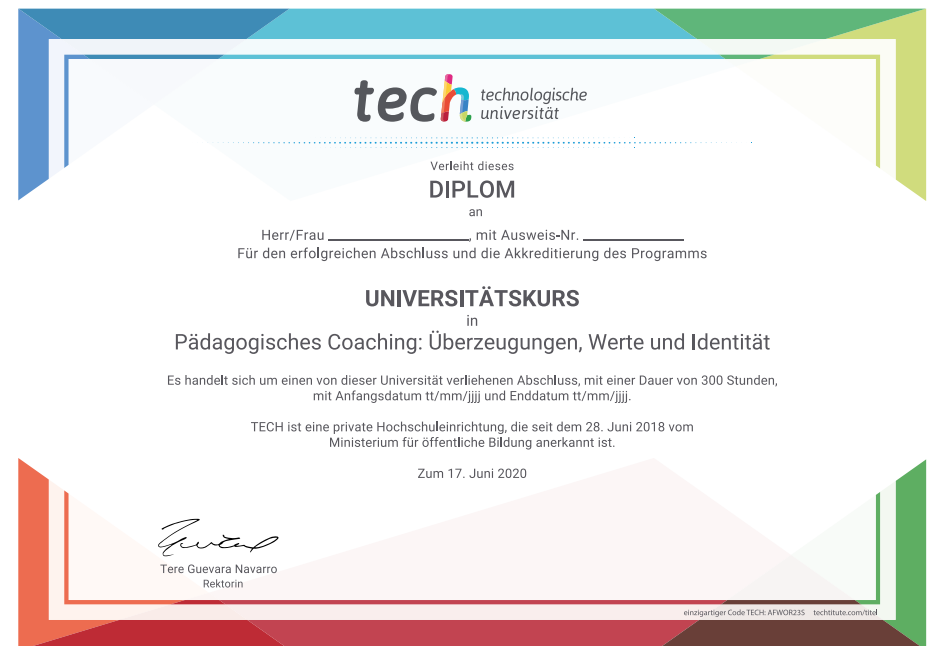 tech technologische
universität
Verleiht dieses
DIPLOM
an
Herr/Frau ____________, mit Ausweis-Nr. ____________
Für den erfolgreichen Abschluss und die Akkreditierung des Programms
UNIVERSITÄTSKURS
in
Pädagogisches Coaching: Überzeugungen, Werte und Identität
Es handelt sich um einen von dieser Universität verliehenen Abschluss, mit einer Dauer von 300 Stunden,
mit Anfangsdatum tt/mm/jjjj und Enddatum tt/mm/jjjj.
TECH ist eine private Hochschuleinrichtung, die seit dem 28. Juni 2018 vom
Ministerium für öffentliche Bildung anerkannt ist.
Zum 17. Juni 2020
Tere Guevara Navarro
Rektorin
einzigartiger Code TECH: AFWOR23S techtitute.com/titel